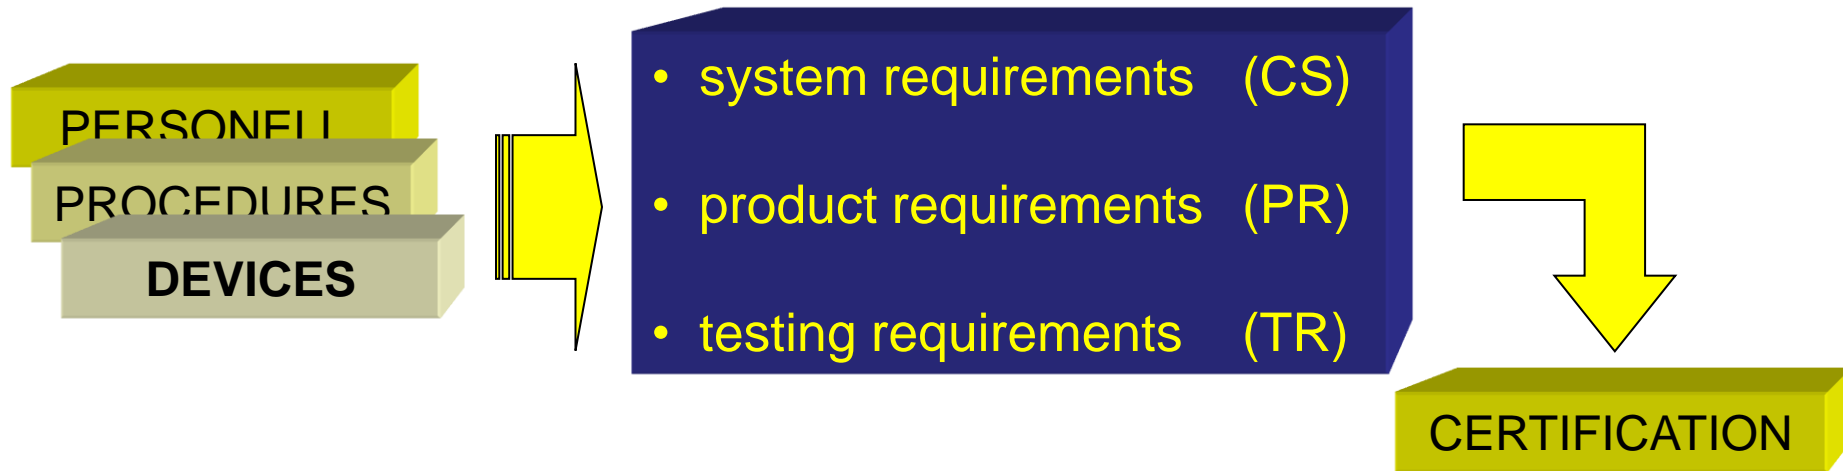 PERSONELL
PROCEDURES
DEVICES
• system requirements (CS)
• product requirements (PR)
• testing requirements (TR)
CERTIFICATION